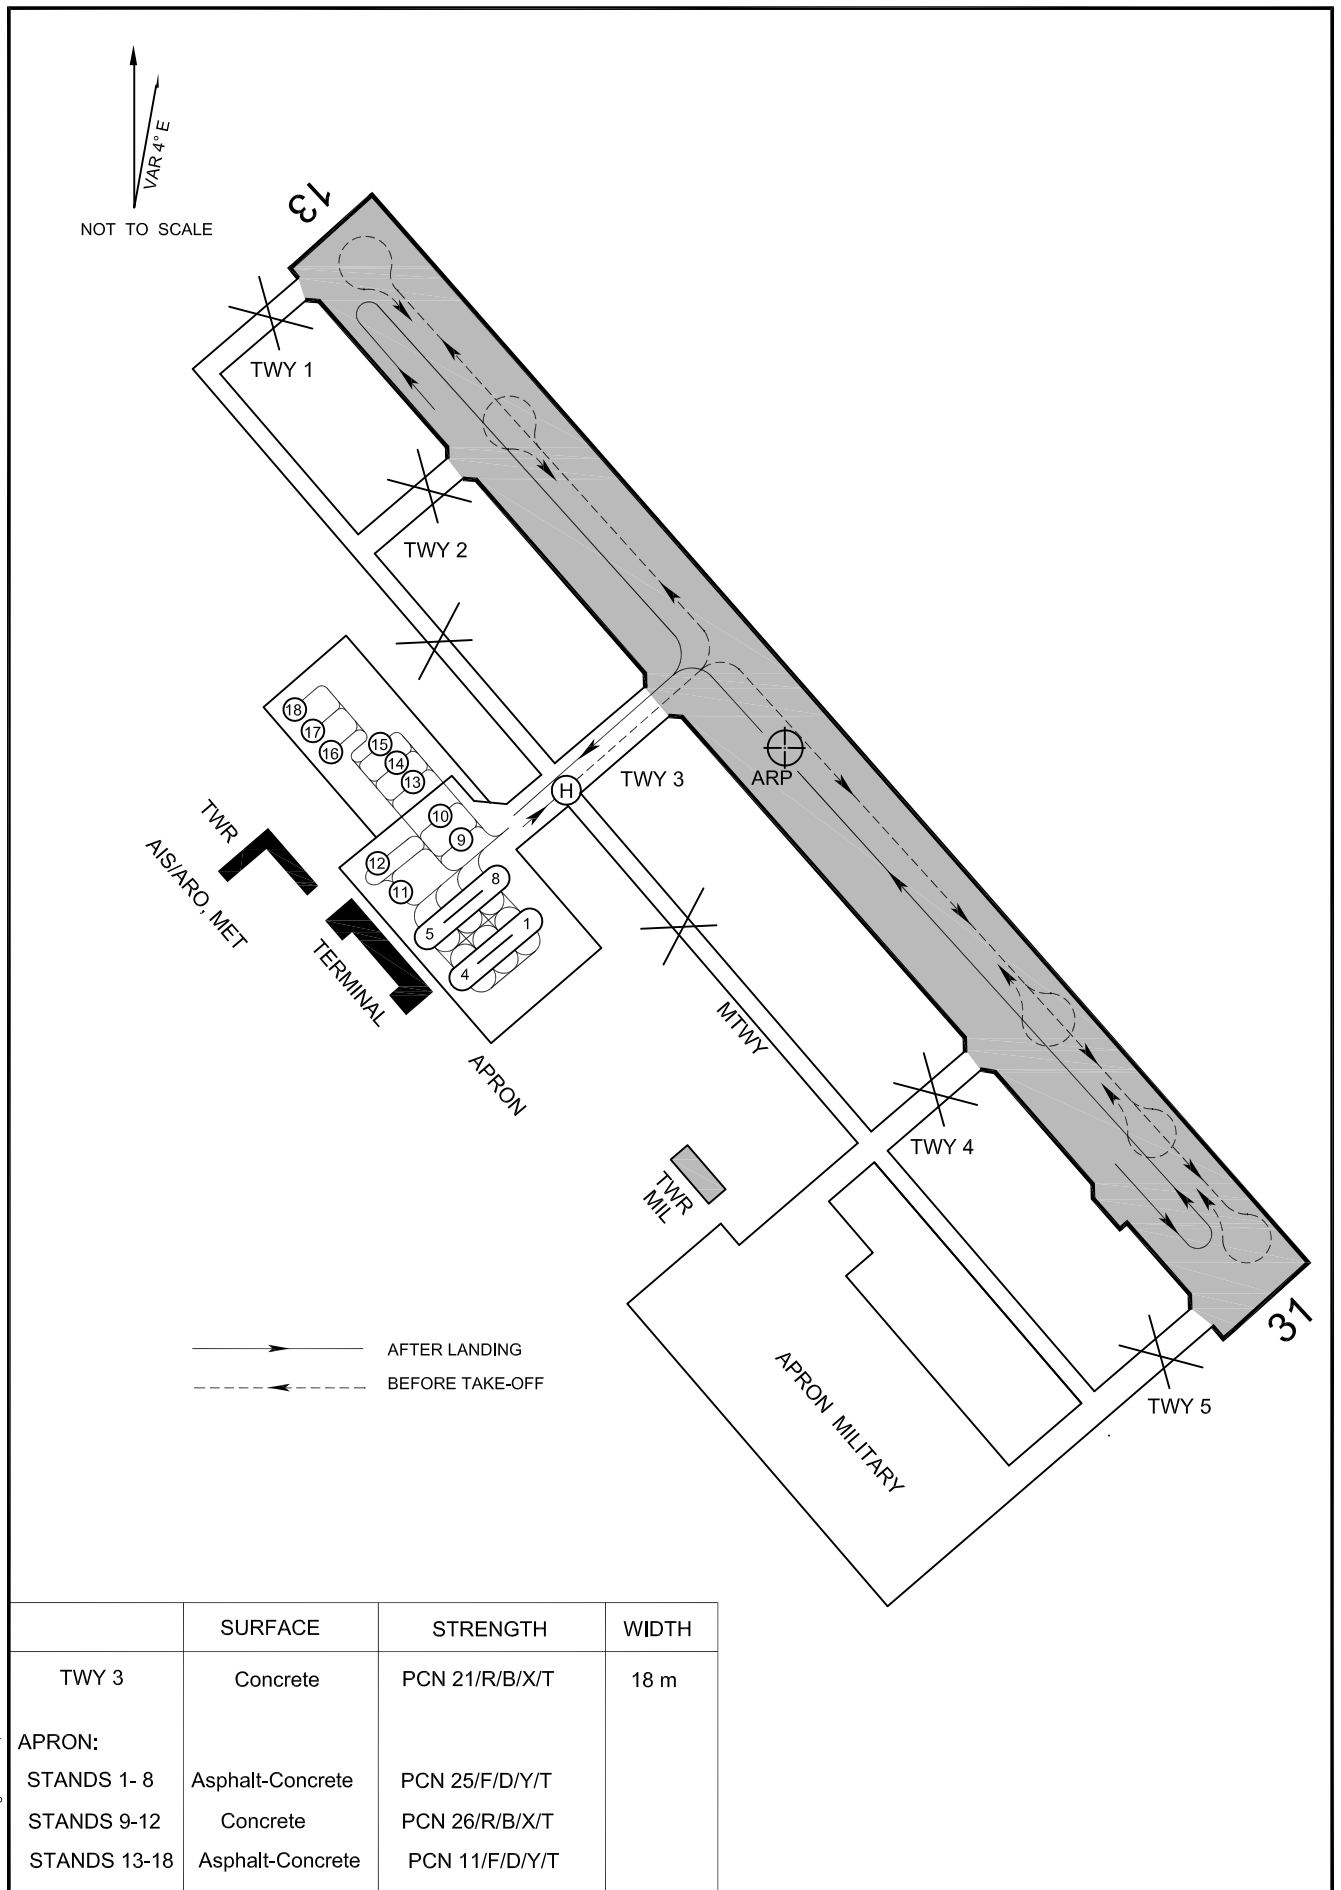 VAR 4° E
NOT TO SCALE
13
TWY 1
TWY 2
18
17
16
15
14
13
TWY 3
ARP
H
10
9
12
11
8
5
1
4
TWR
AIS/ARO, MET
TERMINAL
APRON
MTWY
TWY 4
TWR
MIL
31
AFTER LANDING
BEFORE TAKE-OFF
APRON MILITARY
TWY 5
SURFACE STRENGTH WIDTH
TWY 3 Concrete PCN 21/R/B/X/T 18 m
APRON:
STANDS 1- 8 Asphalt-Concrete PCN 25/F/D/Y/T
STANDS 9-12 Concrete PCN 26/R/B/X/T
STANDS 13-18 Asphalt-Concrete PCN 11/F/D/Y/T